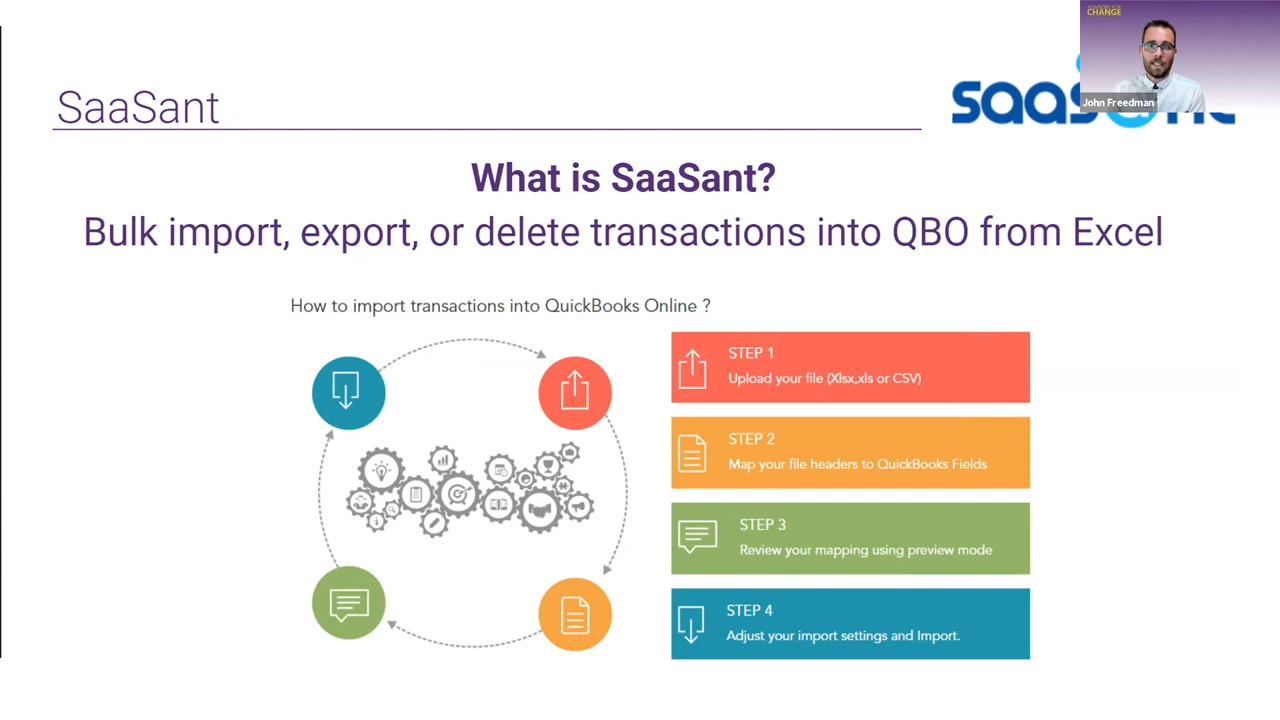 ADVISORS FOR
CHANGE
John Freedman
SaaSant
What is SaaSant?
Bulk import, export, or delete transactions into QBO from Excel
How to import transactions into QuickBooks Online ?
STEP 1
Upload your file (Xlsx,xls or CSV)
STEP 2
Map your file headers to QuickBooks Fields
STEP 3
Review your mapping using preview mode
STEP 4
Adjust your import settings and Import.